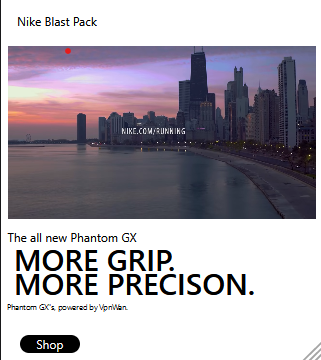 Nike Blast Pack
NIKE.COM/RUNNING
The all new Phantom GX
MORE GRIP.
MORE PRECISON.
Phantom GX"s, powered by VpnWan.
Shop